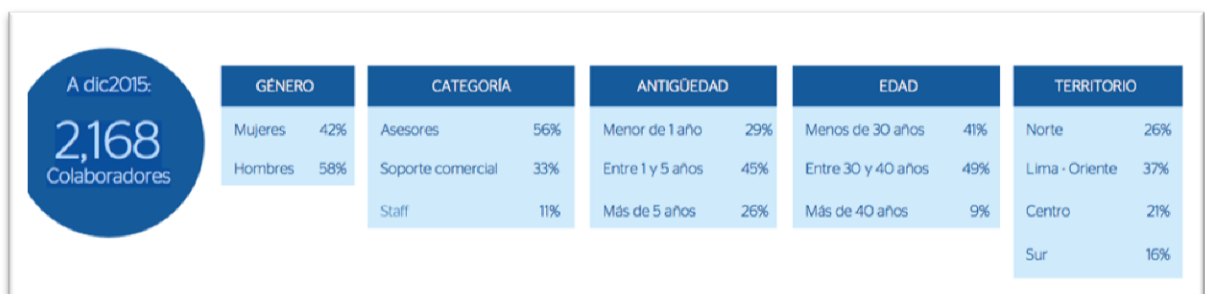 A dic2015:
2,168
Colaboradores
GÉNERO
Mujeres 42%
Hombres 58%
CATEGORÍA
Asesores 56%
Soporte comercial 33%
Staff 11%
ANTIGÜEDAD
Menor de 1 año 29%
Entre 1 y 5 años 45%
Más de 5 años 26%
EDAD
Menos de 30 años 41%
Entre 30 y 40 años 49%
Más de 40 años 9%
TERRITORIO
Norte 26%
Lima - Oriente 37%
Centro 21%
Sur 16%